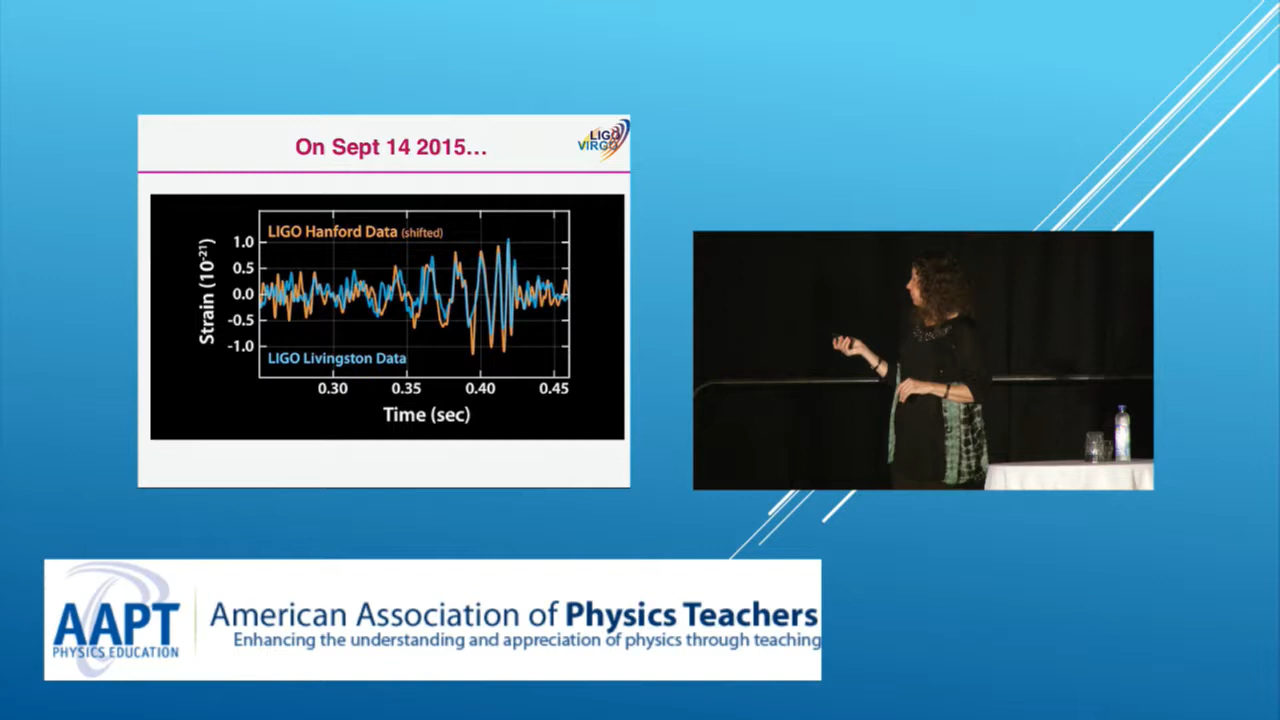 On Sept 14 2015...
LIGO
VIRGO
LIGO Hanford Data (shifted)
Strain (10-21)
1.0
0.5
0.0
-0.5
-1.0
LIGO Livingston Data
0.30 0.35 0.40 0.45
Time (sec)
AAPT
PHYSICS EDUCATION
American Association of Physics Teachers
Enhancing the understanding and appreciation of physics through teaching